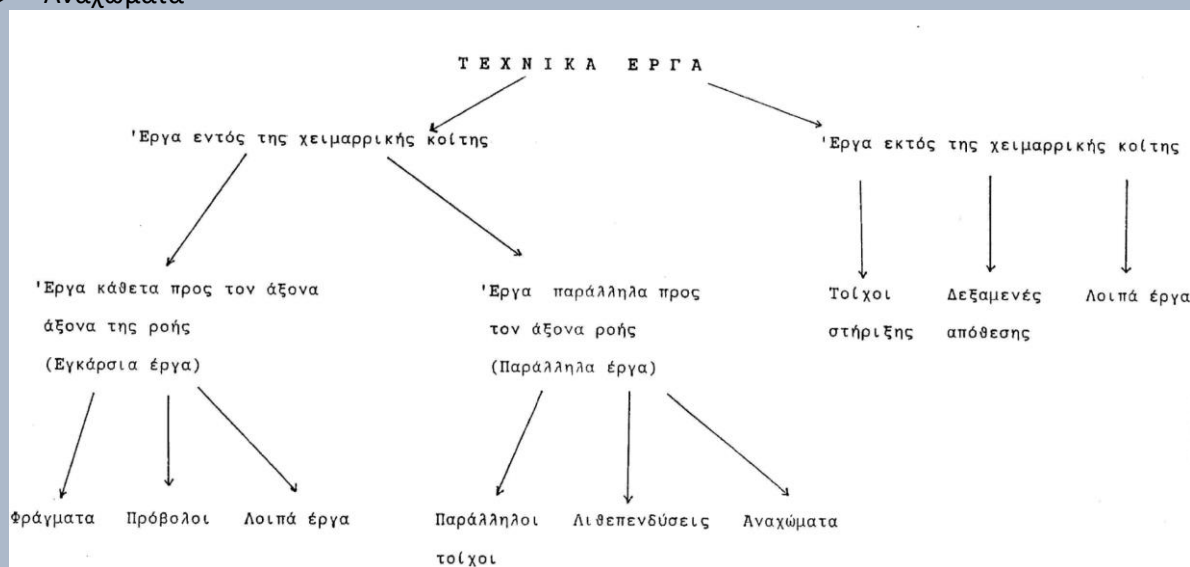 Αναχώματα
ΤΕΧΝΙΚΑ ΕΡΓΑ
'Εργα εντός της χειμαρρικής κοίτης
'Εργα εκτός της χειμαρρικής κοίτης
'Εργα κάθετα προς τον άξονα
άξονα της ροής
(Εγκάρσια έργα)
'Εργα παράλληλα προς
τον άξονα ροής
(Παράλληλα έργα)
Τοίχοι
στήριξης
Δεξαμενές
απόθεσης
Λοιπά έργα
Φράγματα
Πρόβολοι
Λοιπά έργα
Παράλληλοι
τοίχοι
Λιθεπενδύσεις
Αναχώματα